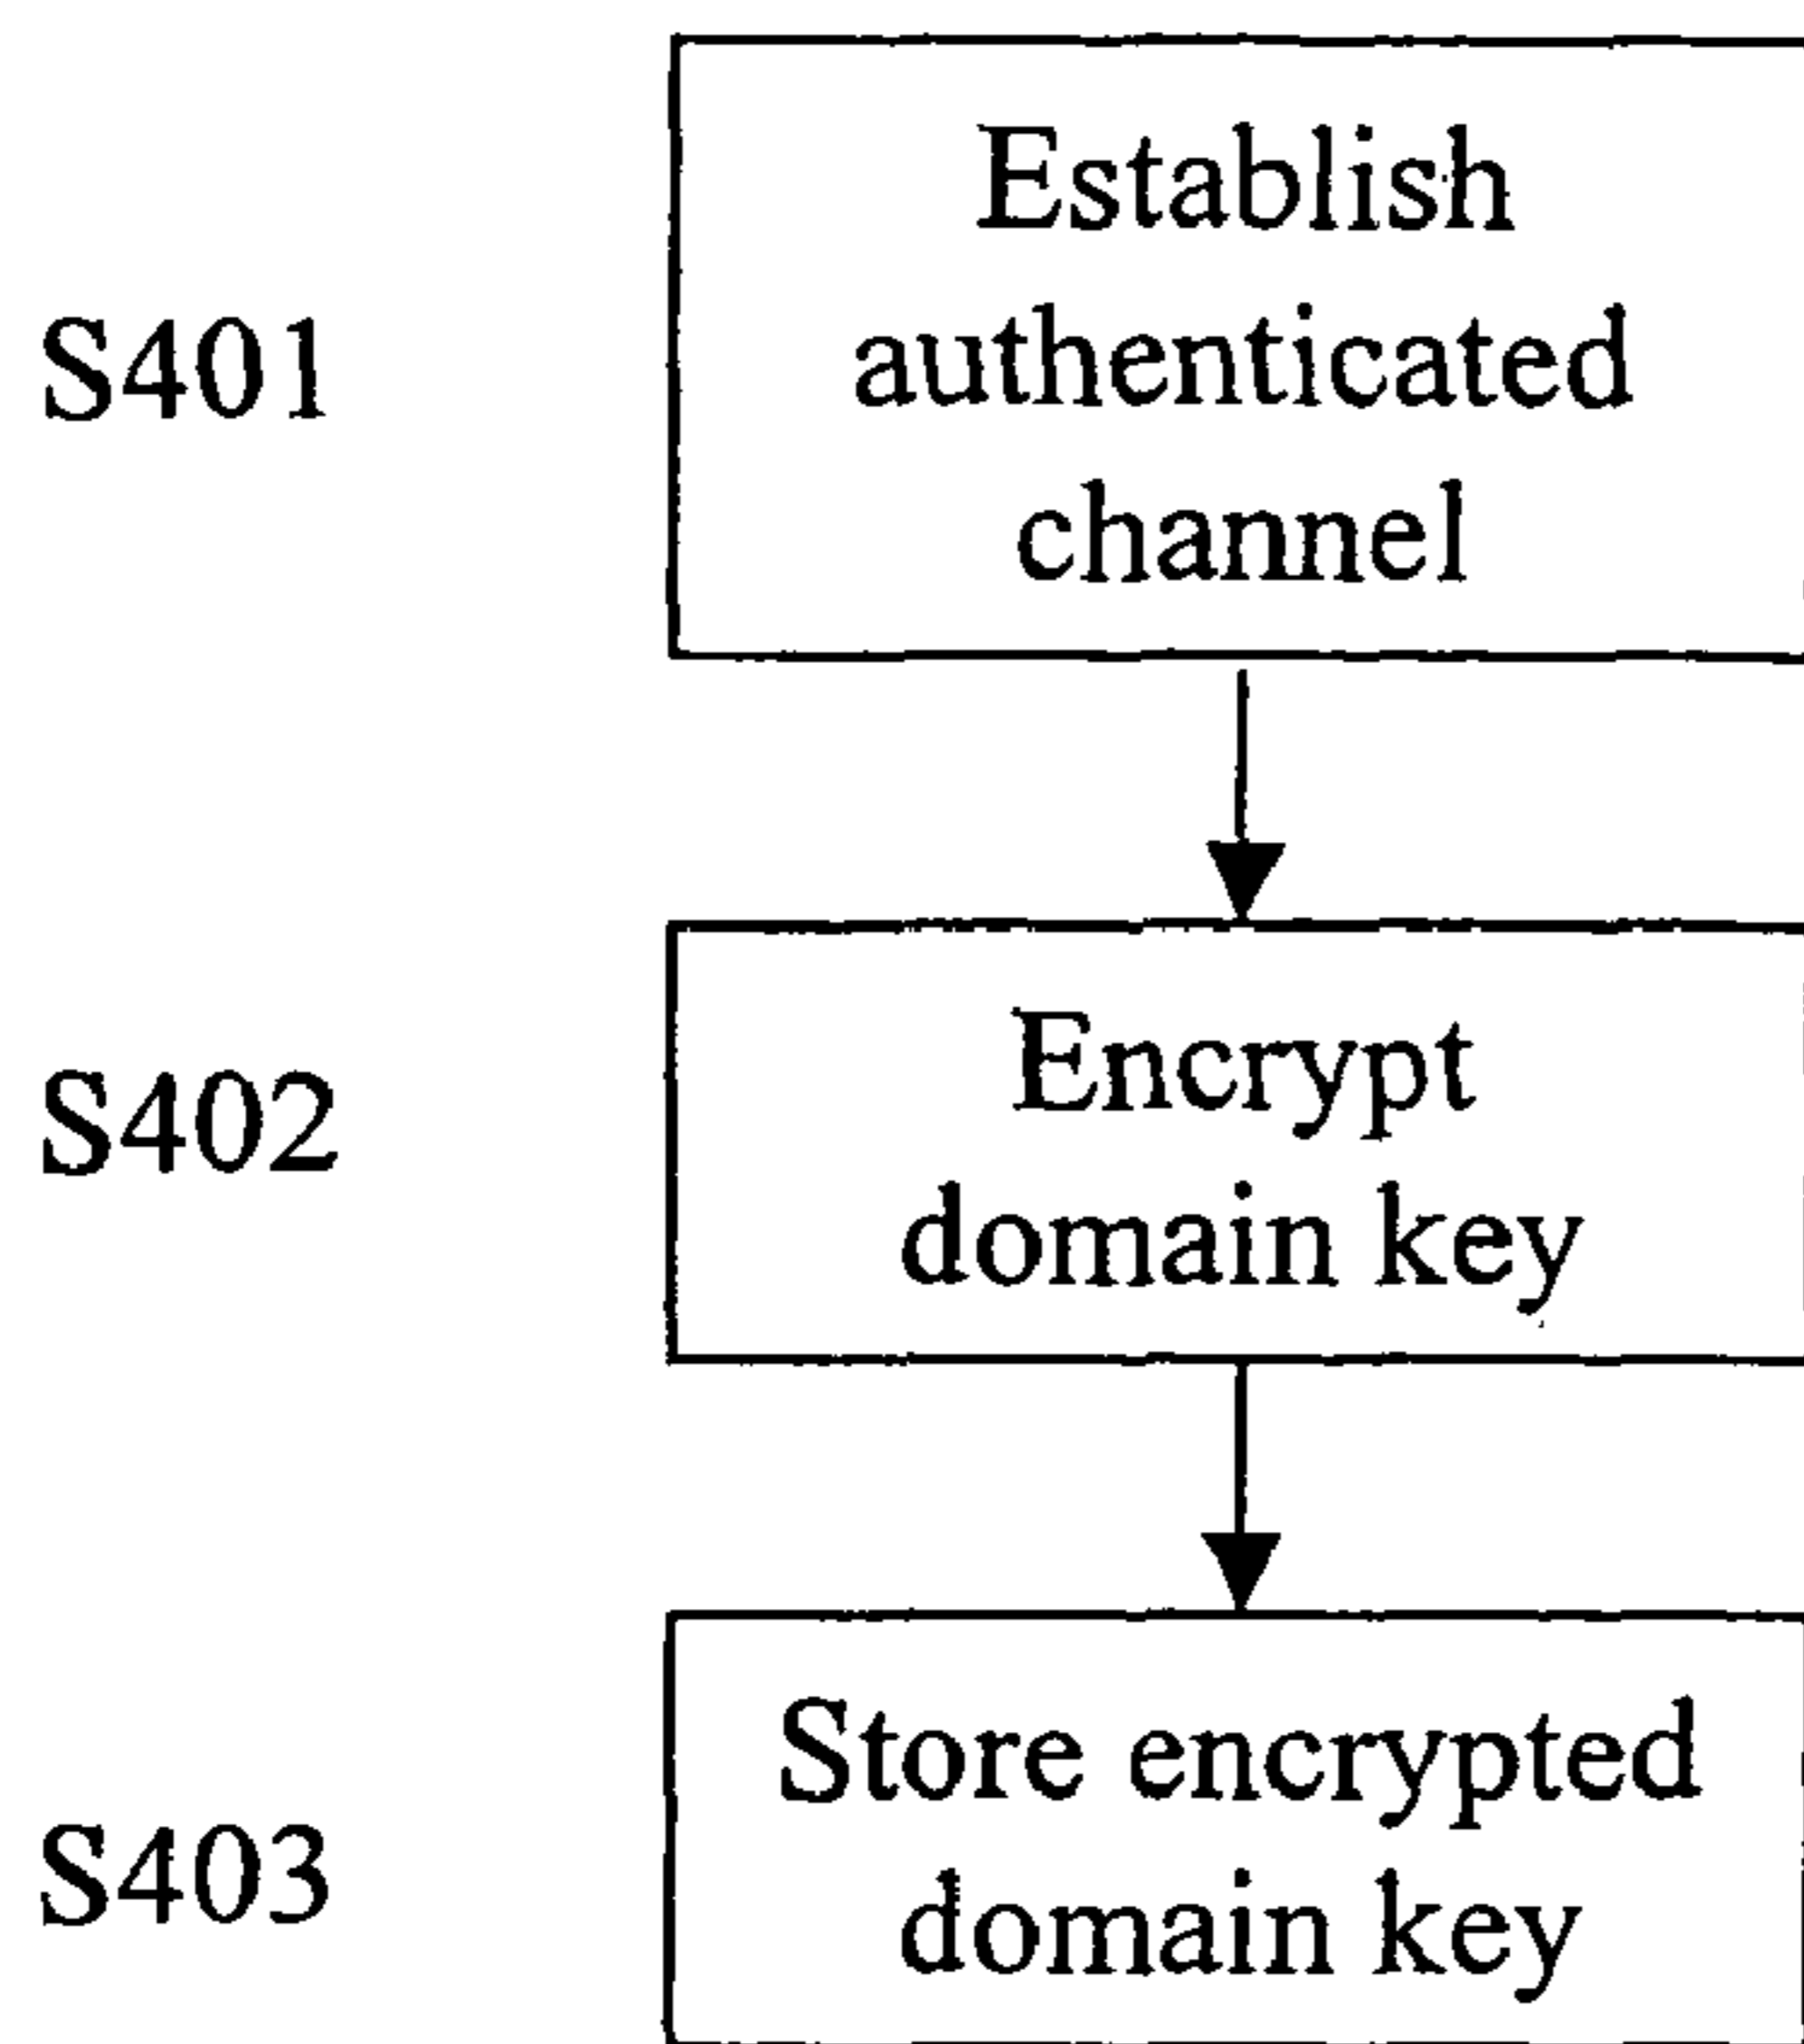 Establish
S401
authenticated
channel
S402
Encrypt
domain key
Store encrypted
S403
domain key